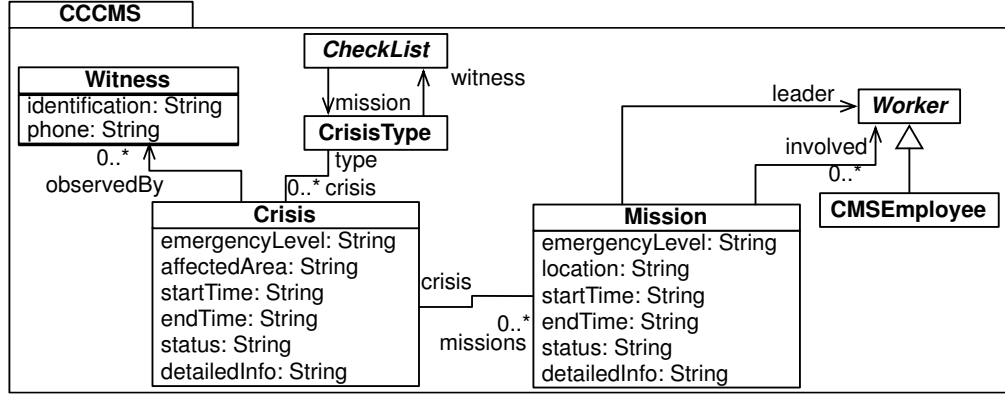 CCCMS
CheckList
witness
mission
CrisisType
type
0..* crisis
Witness
identification: String
phone: String
0..*
observedBy
leader
Worker
involved
0..*
CMSEmployee
Crisis
emergencyLevel: String
affectedArea: String
startTime: String
endTime: String
status: String
detailedInfo: String
crisis
0..*
missions
Mission
emergencyLevel: String
location: String
startTime: String
endTime: String
status: String
detailedInfo: String